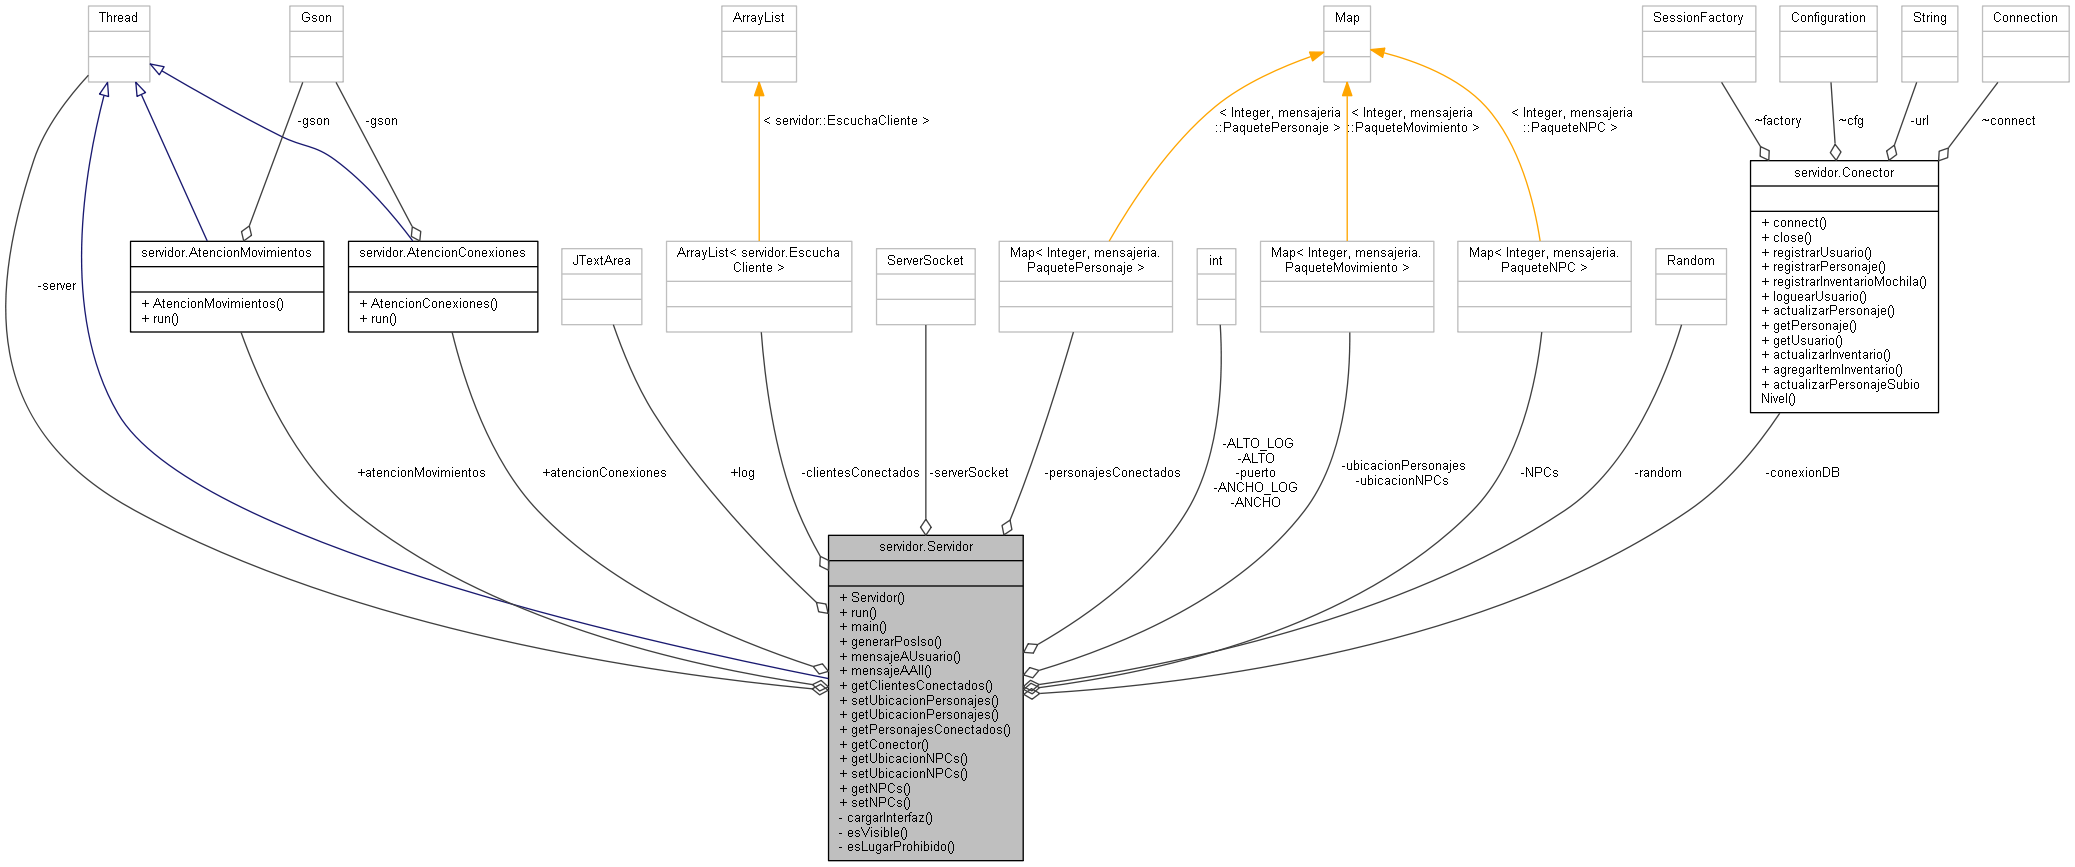 Thread
Gson
ArrayList
Map
SessionFactory
Configuration
String
Connection
-gson
-gson
< servidor::EscuchaCliente >
< Integer, mensajeria
::PaquetePersonaje >
< Integer, mensajeria
::PaqueteMovimiento >
< Integer, mensajeria
::PaqueteNPC >
~factory
~cfg
-url
~connect
servidor.Conector
+ connect()
+ close()
+ registrarUsuario()
+ registrarPersonaje()
+ registrarInventarioMochila()
+ loguearUsuario()
+ actualizarPersonaje()
+ getPersonaje()
+ getUsuario()
+ actualizarInventario()
+ agregarItemInventario()
+ actualizarPersonajeSubio
Nivel()
-server
servidor.AtencionMovimientos
+ AtencionMovimientos()
+ run()
servidor.AtencionConexiones
+ AtencionConexiones()
+ run()
JTextArea
ArrayList< servidor.Escucha
Cliente >
ServerSocket
Map< Integer, mensajeria.
PaquetePersonaje >
int
Map< Integer, mensajeria.
PaqueteMovimiento >
Map< Integer, mensajeria.
PaqueteNPC >
Random
+atencionMovimientos
+atencionConexiones
+log
-clientesConectados
-serverSocket
-personajesConectados
-ALTO_LOG
-ALTO
-puerto
-ANCHO_LOG
-ANCHO
-ubicacionPersonajes
-ubicacionNPCs
-NPCs
-random
-conexionDB
servidor.Servidor
+ Servidor()
+ run()
+ main()
+ generarPosIso()
+ mensajeAUsuario()
+ mensajeAAll()
+ getClientesConectados()
+ setUbicacionPersonajes()
+ getUbicacionPersonajes()
+ getPersonajesConectados()
+ getConector()
+ getUbicacionNPCs()
+ setUbicacionNPCs()
+ getNPCs()
+ setNPCs()
- cargarInterfaz()
- esVisible()
- esLugarProhibido()